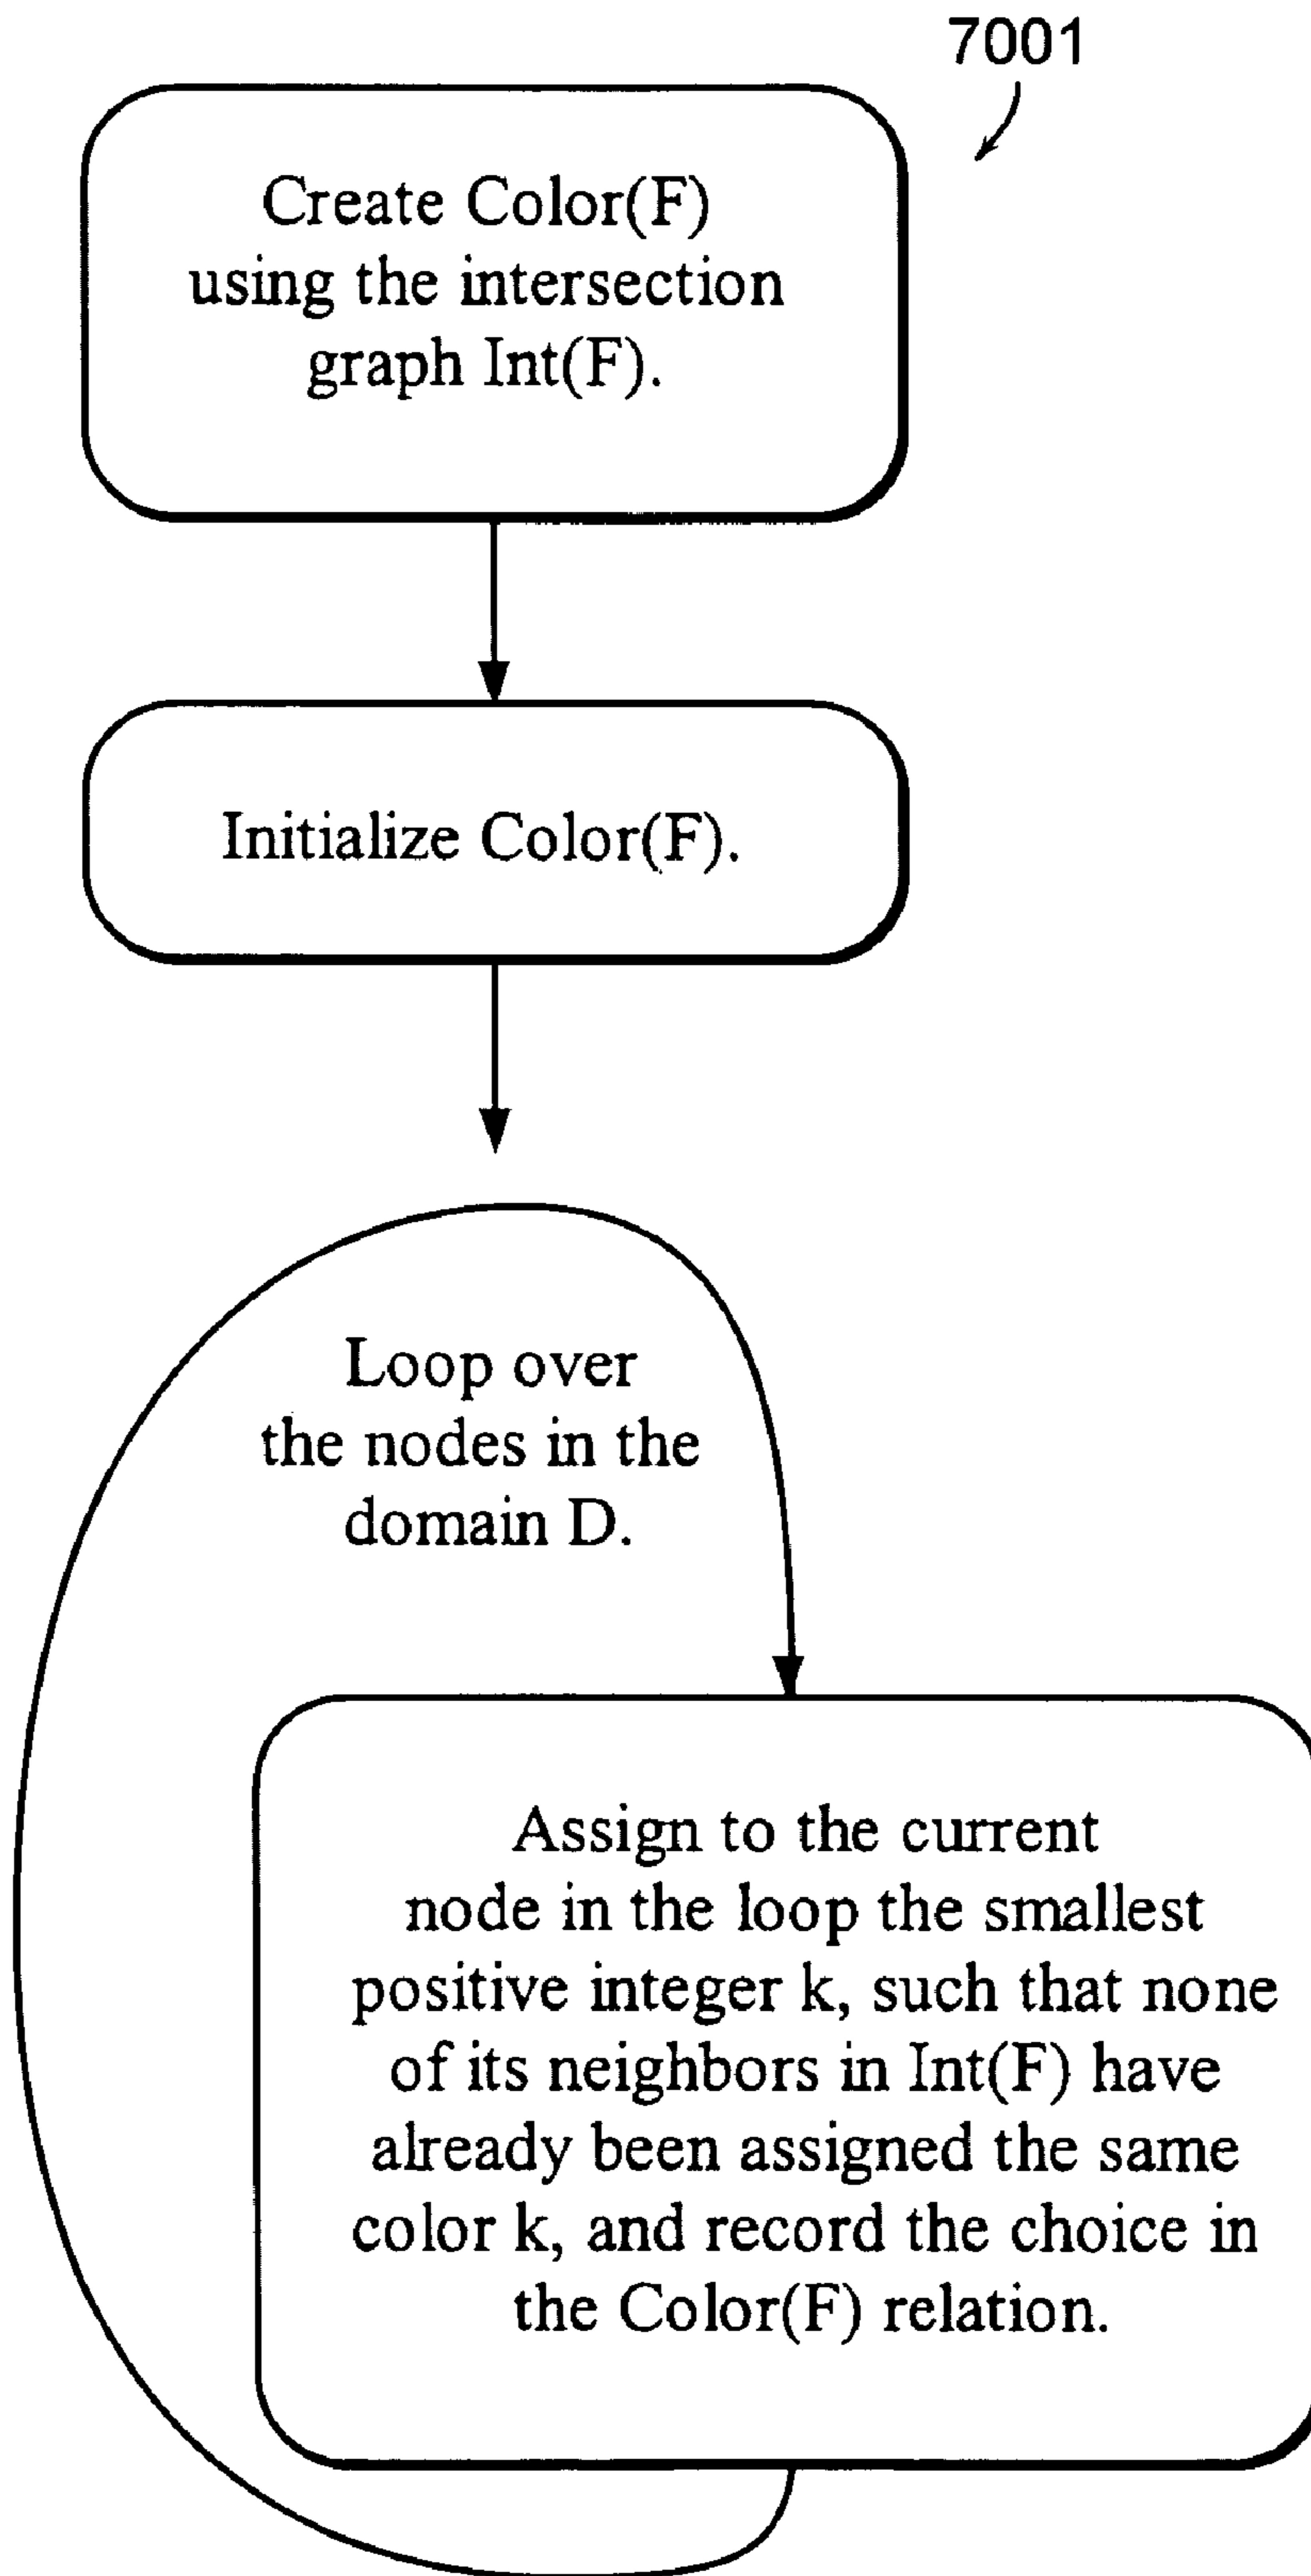 7001
Create Color(F)
using the intersection
graph Int(F).
Initialize Color(F).
Loop over
the nodes in the
domain D.
Assign to the current
node in the loop the smallest
positive integer k, such that none
of its neighbors in Int(F) have
already been assigned the same
color k, and record the choice in
the Color(F) relation.